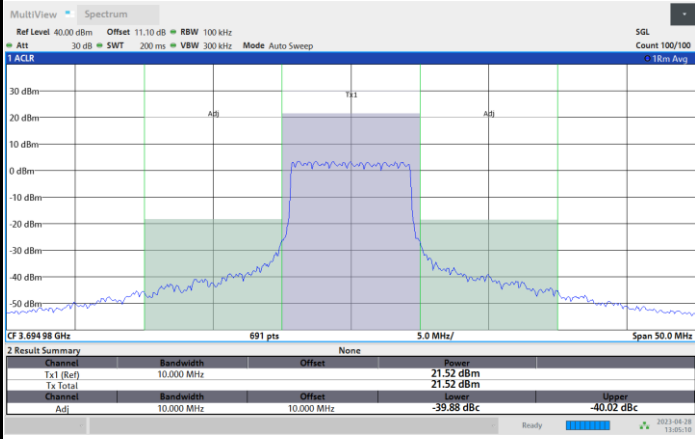 MultiView Spectrum
Ref Level 40.00 dBm Offset 11.10 dB RBW 100 kHz SGL
Att 30 dB SWT 200 ms VBW 300 kHz Mode Auto Sweep Count 100/100
1 ACLR 1Rm Avg
30 dBm
Tx1
20 dBm
Adj Adj
10 dBm
0 dBm
-10 dBm
-20 dBm
-30 dBm
-40 dBm
-50 dBm
CF 3.694 98 GHz 691 pts 5.0 MHz/ Span 50.0 MHz
2 Result Summary None
Channel Bandwidth Offset Power
Tx1 (Ref) 10.000 MHz 21.52 dBm
Tx Total 21.52 dBm
Channel Bandwidth Offset Lower Upper
Adj 10.000 MHz 10.000 MHz -39.88 dBc -40.02 dBc
Ready 2023-04-28
13:05:10